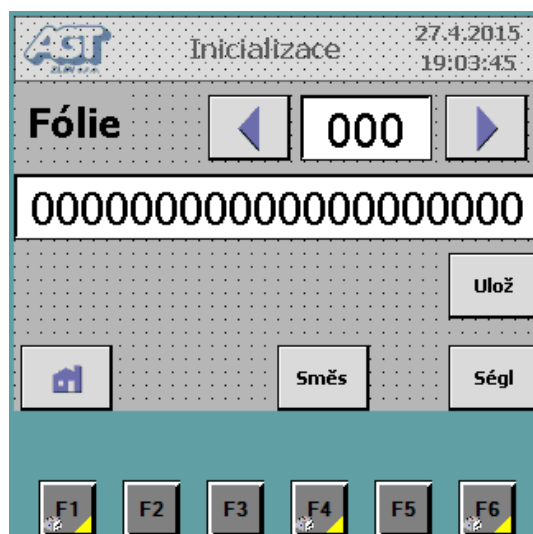 AST
Inicializace
27.4.2015
19:03:45
Fólie
000
00000000000000000000
Ulož
Směs
Ségl
F1 F2 F3 F4 F5 F6